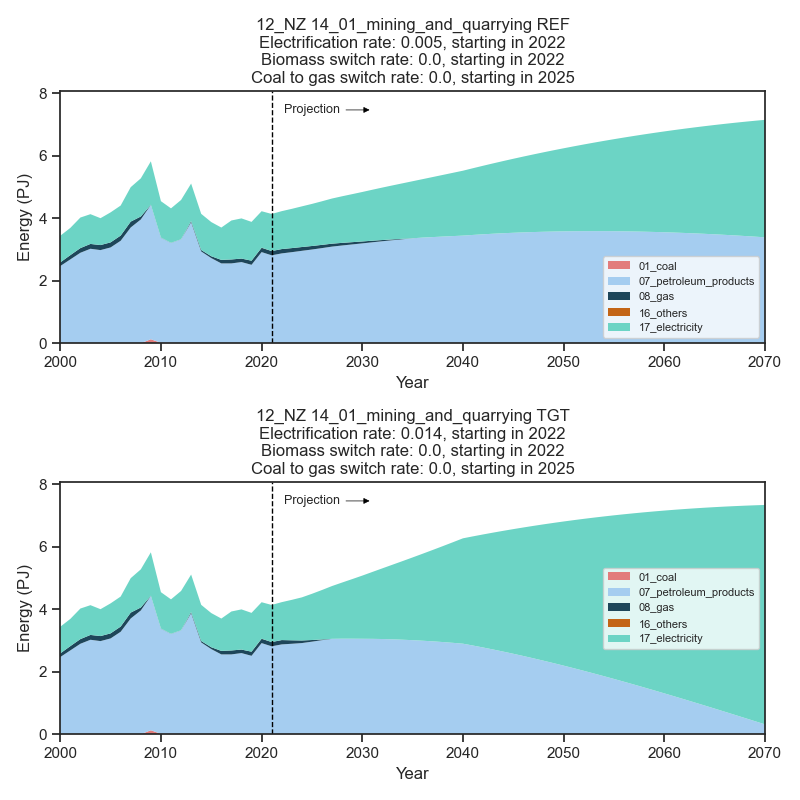 12_NZ 14_01_mining_and_quarrying REF
Electrification rate: 0.005, starting in 2022
Biomass switch rate: 0.0, starting in 2022
Coal to gas switch rate: 0.0, starting in 2025
8
6
4
2
0
Energy (PJ)
Projection
01_coal
07_petroleum_products
08_gas
16_others
17_electricity
2000 2010 2020 2030 2040 2050 2060 2070
Year
12_NZ 14_01_mining_and_quarrying TGT
Electrification rate: 0.014, starting in 2022
Biomass switch rate: 0.0, starting in 2022
Coal to gas switch rate: 0.0, starting in 2025
8
6
4
2
0
Energy (PJ)
Projection
01_coal
07_petroleum_products
08_gas
16_others
17_electricity
2000 2010 2020 2030 2040 2050 2060 2070
Year